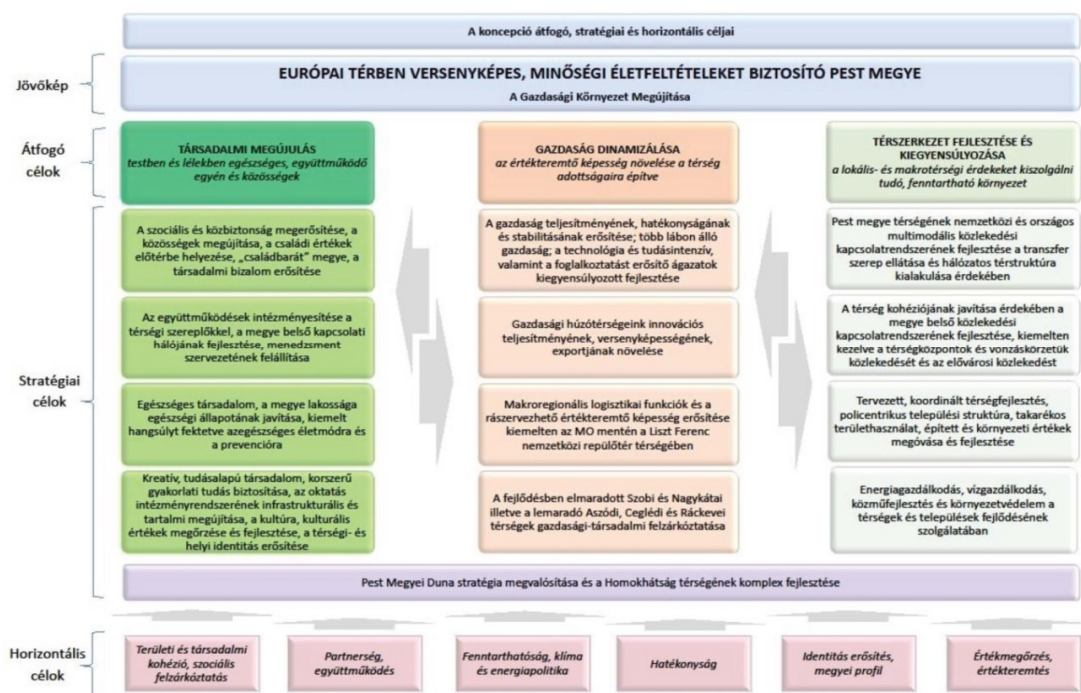 A koncepció átfogó, stratégiai és horizontális céljai
Jövőkép
EURÓPAI TÉRBEN VERSENYKÉPES, MINŐSÉGI ÉLETFELTÉTELEKET BIZTOSÍTÓ PEST MEGYE
A Gazdasági Környezet Megújítása
Átfogó
célok
TÁRSADALMI MEGÚJULÁS
testben és lélekben egészséges, együttműködő
egyén és közösségek
GAZDASÁG DINAMIZÁLÁSA
az értékteremtő képesség növelése a térség
adottságaira építve
TÉRSZERKEZET FEJLESZTÉSE ÉS
KIEGYENSÚLYOZÁSA
a lokális- és makrotérségi érdekeket kiszolgálni
tudó, fenntartható környezet
Stratégiai
célok
A szociális és közbiztonság megerősítése, a
közösségek megújítása, a családi értékek
előtérbe helyezése, „családbarát” megye, a
társadalmi bizalom erősítése
A gazdaság teljesítményének, hatékonyságának
és stabilitásának erősítése; több lábon álló
gazdaság; a technológia és tudásintenzív,
valamint a foglalkoztatást erősítő ágazatok
kiegyensúlyozott fejlesztése
Pest megye térségének nemzetközi és országos
multimodális közlekedési
kapcsolatrendszerének fejlesztése a transzfer
szerep ellátása és hálózatos térstruktúra
kialakulása érdekében
Az együttműködések intézményesítése a
térségi szereplőkkel, a megye belső kapcsolati
hálójának fejlesztése, menedzsment
szervezetének felállítása
Gazdasági húzótérségeink innovációs
teljesítményének, versenyképességének,
exportjának növelése
A térség kohéziójának javítása érdekében a
megye belső közlekedési
kapcsolatrendszerének fejlesztése, kiemelten
kezelve a térségközpontok és vonzáskörzetük
közlekedését és az elővárosi közlekedést
Egészséges társadalom, a megye lakossága
egészségi állapotának javítása, kiemelt
hangsúlyt fektetve azegészséges életmódra és
a prevencióra
Makroregionális logisztikai funkciók és a
rászervezhető értékteremtő képesség erősítése
kiemelten az MO mentén a Liszt Ferenc
nemzetközi repülőtér térségében
Tervezett, koordinált térségfejlesztés,
policentrikus települési struktúra, takarékos
területhasználat, épített és környezeti értékek
megóvása és fejlesztése
Kreatív, tudásalapú társadalom, korszerű
gyakorlati tudás biztosítása, az oktatás
intézményrendszerének infrastrukturális és
tartalmi megújítása, a kultúra, kulturális
értékek megőrzése és fejlesztése, a térségi- és
helyi identitás erősítése
A fejlődésben elmaradott Szobi és Nagykátai
illetve a lemaradó Aszódi, Ceglédi és Ráckevei
térségek gazdasági-társadalmi felzárkóztatása
Energiagazdálkodás, vízgazdálkodás,
közműfejlesztés és környezetvédelem a
térségek és települések fejlődésének
szolgálatában
Pest Megyei Duna stratégia megvalósítása és a Homokhátság térségének komplex fejlesztése
Horizontális
célok
Területi és társadalmi
kohézió, szociális
felzárkóztatás
Partnerség,
együttműködés
Fenntarthatóság, klíma
és energiapolitika
Hatékonyság
Identitás erősítés,
megyei profil
Értékmegőrzés,
értékteremtés